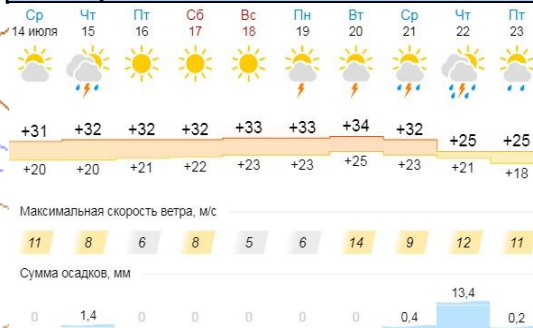 Ср Чт Пт Сб Вс Пн Вт Ср Чт Пт
14 июля 15 16 17 18 19 20 21 22 23
+31 +32 +32 +32 +33 +33 +34 +32 +25 +25
+20 +20 +21 +22 +23 +23 +25 +23 +21 +18
Максимальная скорость ветра, м/с
11 8 6 8 5 6 14 9 12 11
Сумма осадков, мм
0 1,4 0 0 0 0 0 0,4 13,4 0,2